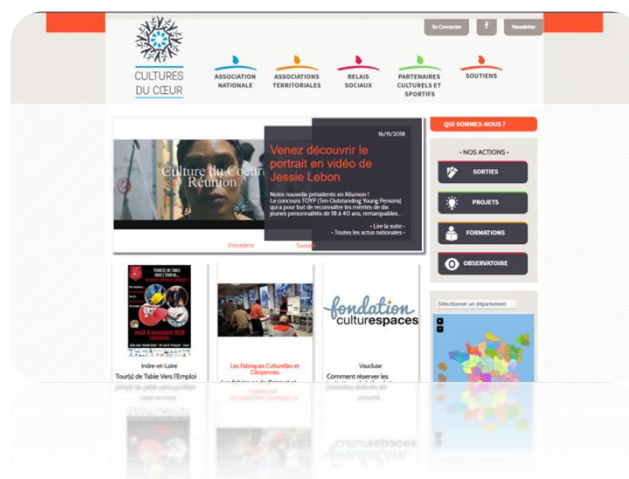 Se Connecter
f
Newsletter
CULTURES
DU CŒUR
ASSOCIATION
NATIONALE
ASSOCIATIONS
TERRITORIALES
RELAIS
SOCIAUX
PARTENAIRES
CULTURELS ET
SPORTIFS
SOUTIENS
16/11/2018
Venez découvrir le
portrait en vidéo de
Jessie Lebon
Culture du Coeur
Réunion
Notre nouvelle présidente en Réunion !
Le concours TOYP (Ten Outstanding Young Persons)
qui a pour but de reconnaître les mérites de dix
jeunes personnalités de 18 à 40 ans, remarquables...
• Lire la suite •
• Toutes les actus nationales •
Précédent
QUI SOMMES-NOUS ?
• NOS ACTIONS •
SORTIES
PROJETS
FORMATIONS
OBSERVATOIRE
Sélectionner un département
fondation
culturespaces
Indre-et-Loire
Tour(s) de Table Vers l'Emploi
Les Fabriques Culturelles et
Citoyennes
Vaucluse
Comment réserver les